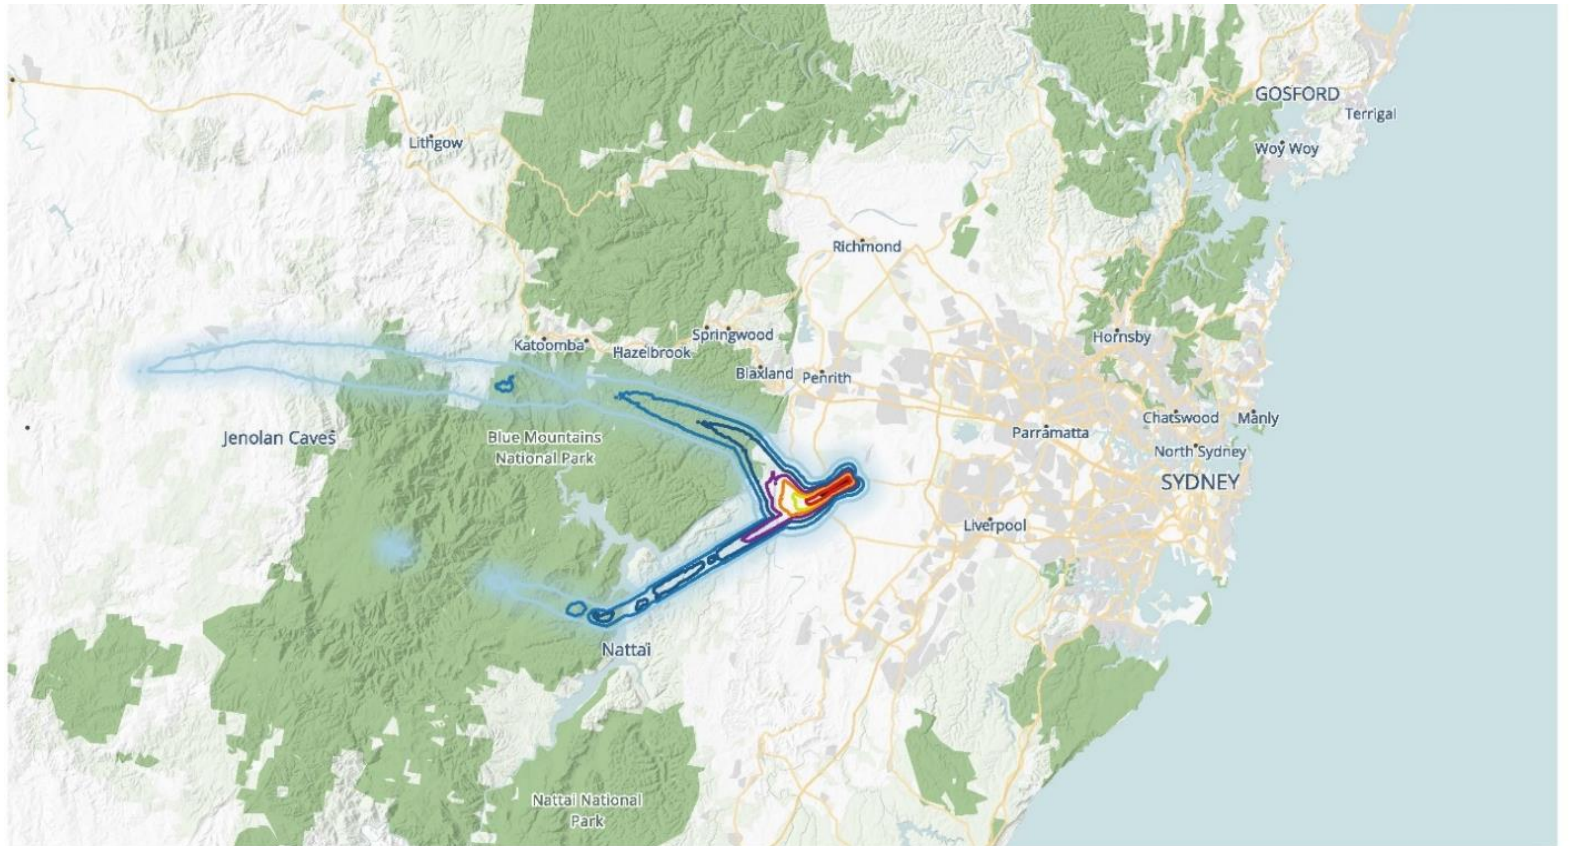 GOSFORD
Terrigal
Lithgow
Woy Woy
Richmond
Springwood
Katoomba
Hazelbrook
Hornsby
Blaxland
Penrith
Chatswood
Manly
Jenolan Caves
Blue Mountains
National Park
Parramatta
North Sydney
SYDNEY
Liverpool
Nattai
Nattai National
Park